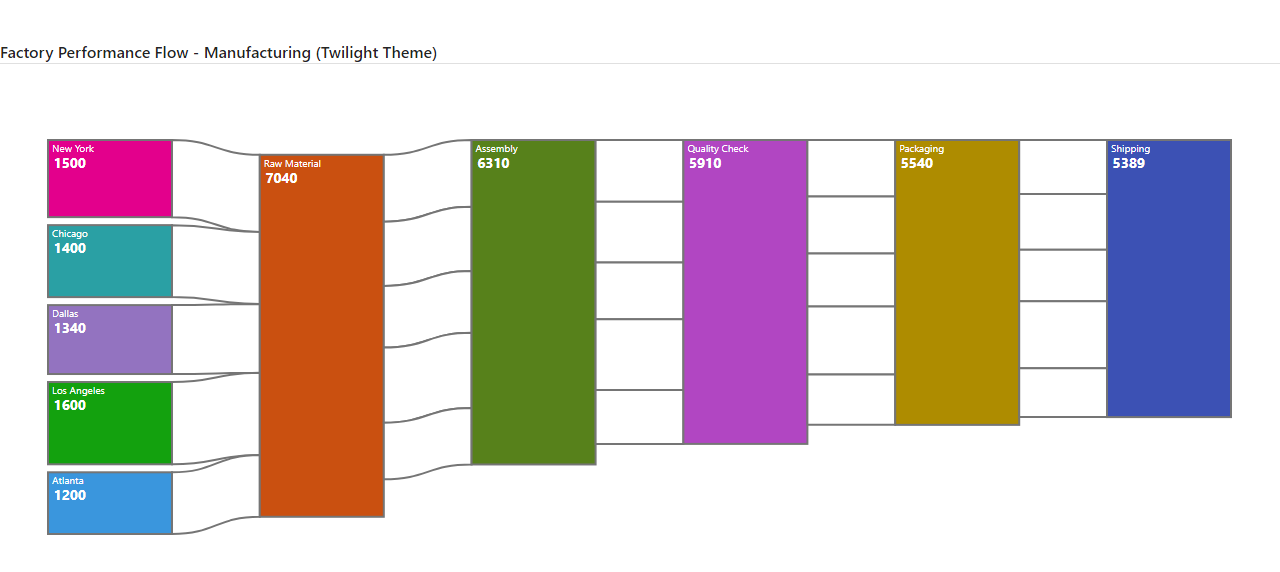 Factory Performance Flow - Manufacturing (Twilight Theme)
New York
1500
Chicago
1400
Dallas
1340
Los Angeles
1600
Atlanta
1200
Raw Material
7040
Assembly
6310
Quality Check
5910
Packaging
5540
Shipping
5389